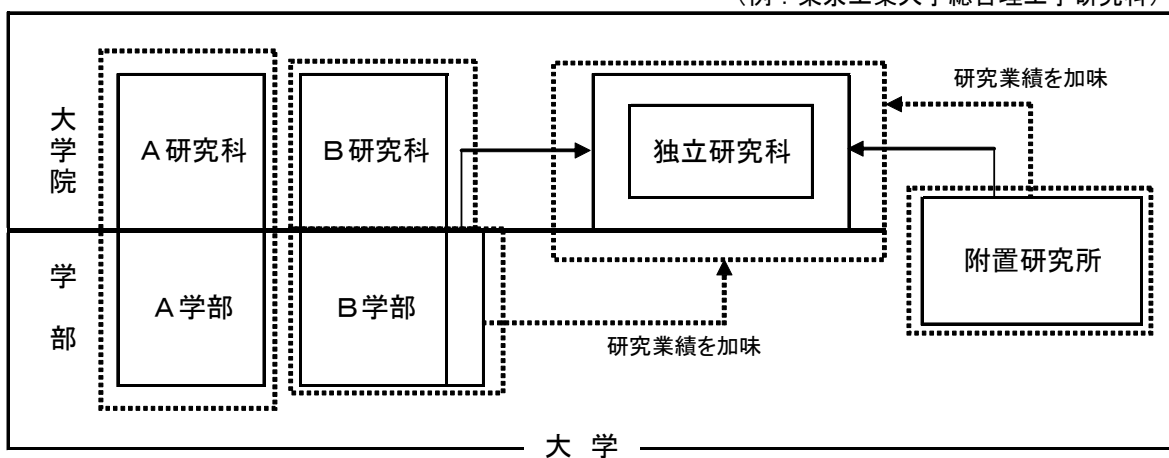 （例：東京工業大学総合理工学研究科）
大学院
A研究科
B研究科
独立研究科
研究業績を加味
附置研究所
学部
A学部
B学部
研究業績を加味
大 学